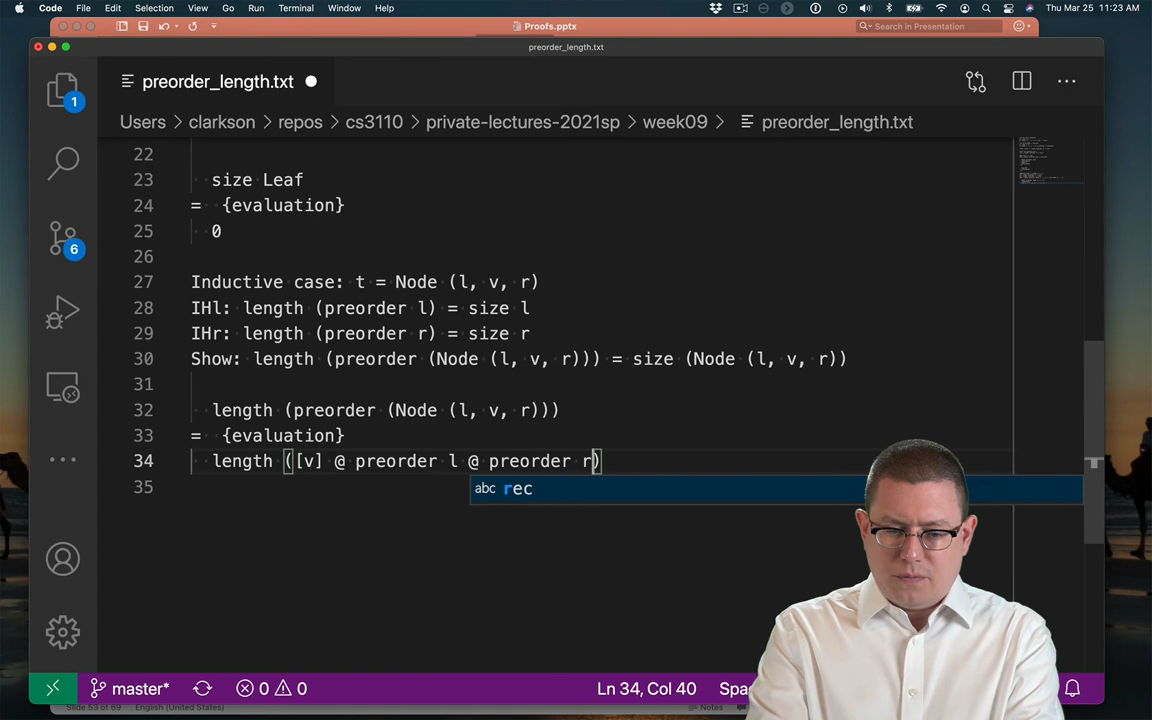 Code File Edit Selection View Go Run Terminal Window Help Thu Mar 25 11:23 AM
Proofs.pptx Search in Presentation
preorder_length.txt
1 preorder_length.txt
Users > clarkson > repos > cs3110 > private-lectures-2021sp > week09 > preorder_length.txt
22
23 size Leaf
24 = {evaluation}
25 0
26
27 Inductive case: t = Node (l, v, r)
28 IHl: length (preorder l) = size l
29 IHr: length (preorder r) = size r
30 Show: length (preorder (Node (l, v, r))) = size (Node (l, v, r))
31
32 length (preorder (Node (l, v, r)))
33 = {evaluation}
34 length ([v] @ preorder l @ preorder r)
abc rec
35
6
master* 0 0 Ln 34, Col 40 Spa
Slide 53 of 69 English (United States) Notes